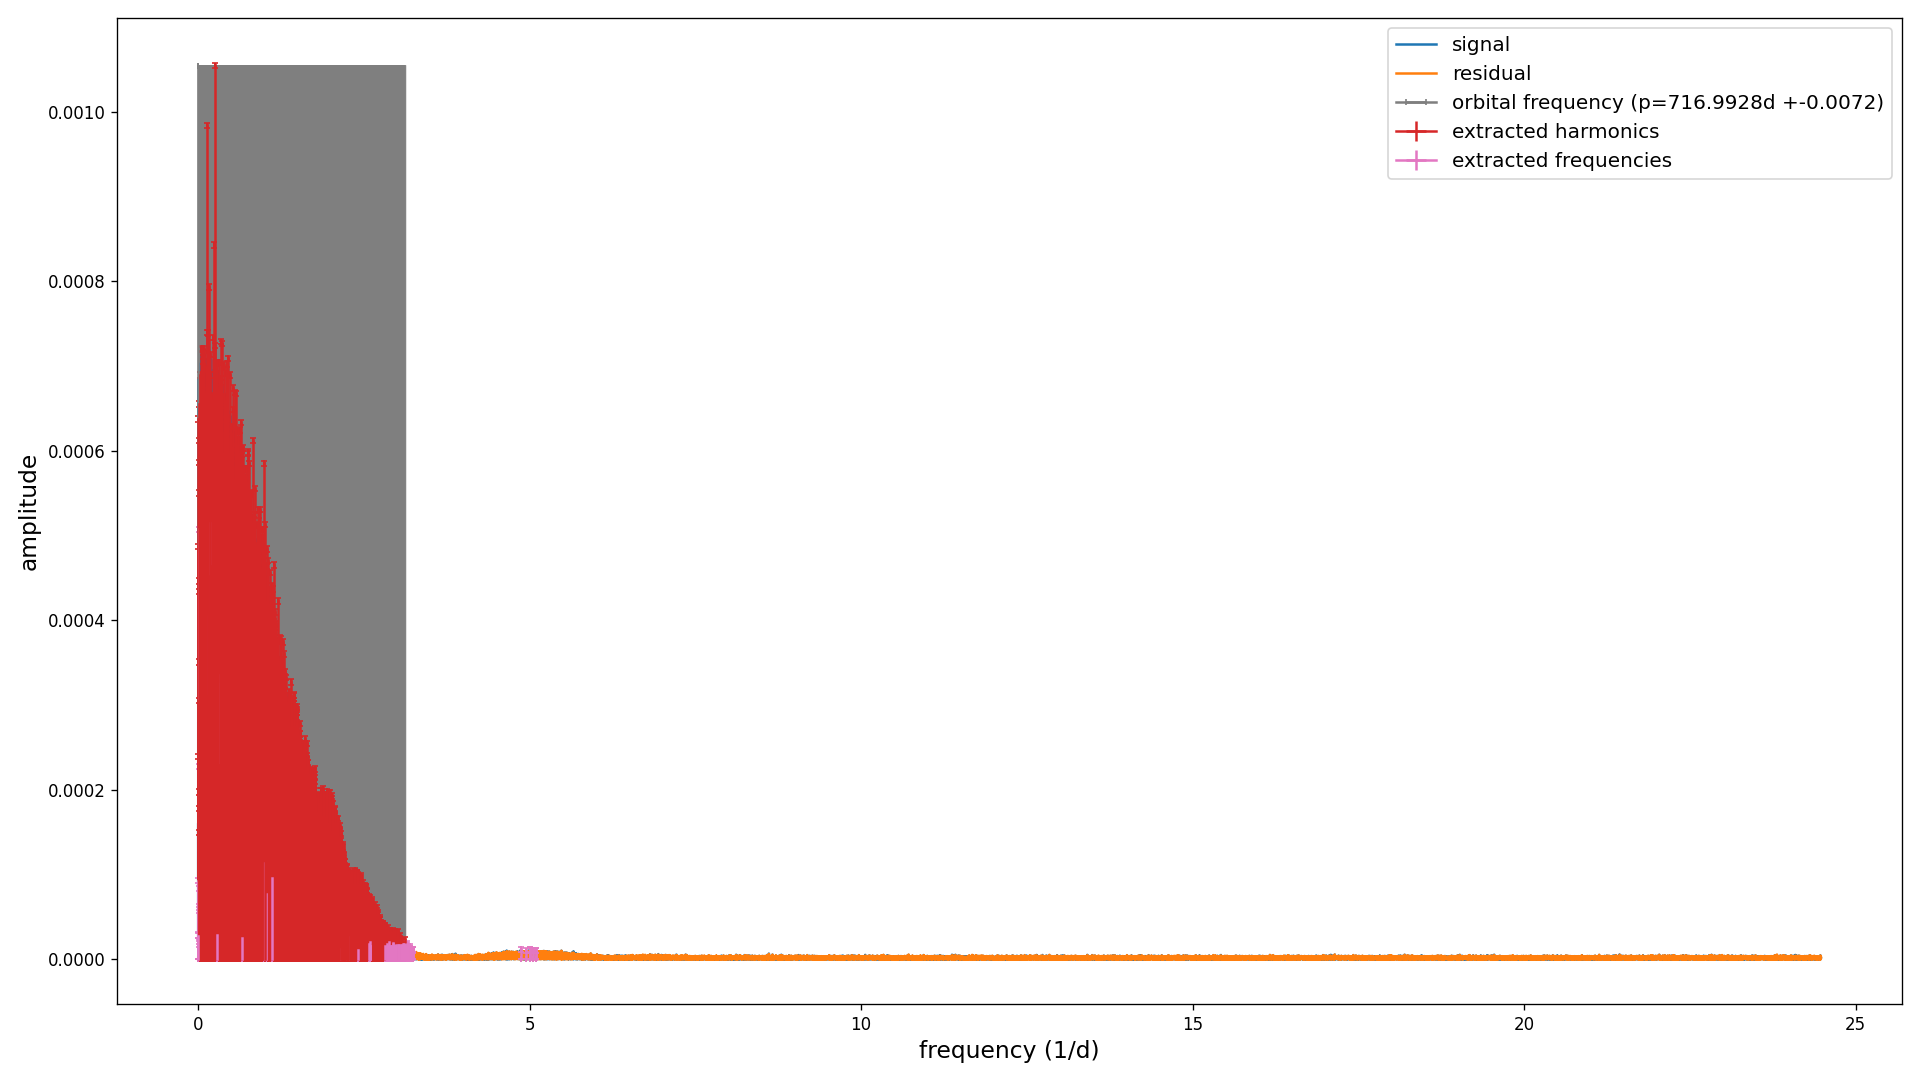 signal
residual
orbital frequency (p=716.9928d +-0.0072)
extracted harmonics
extracted frequencies
0.0010
0.0008
0.0006
0.0004
0.0002
0.0000
amplitude
0 5 10 15 20 25
frequency (1/d)